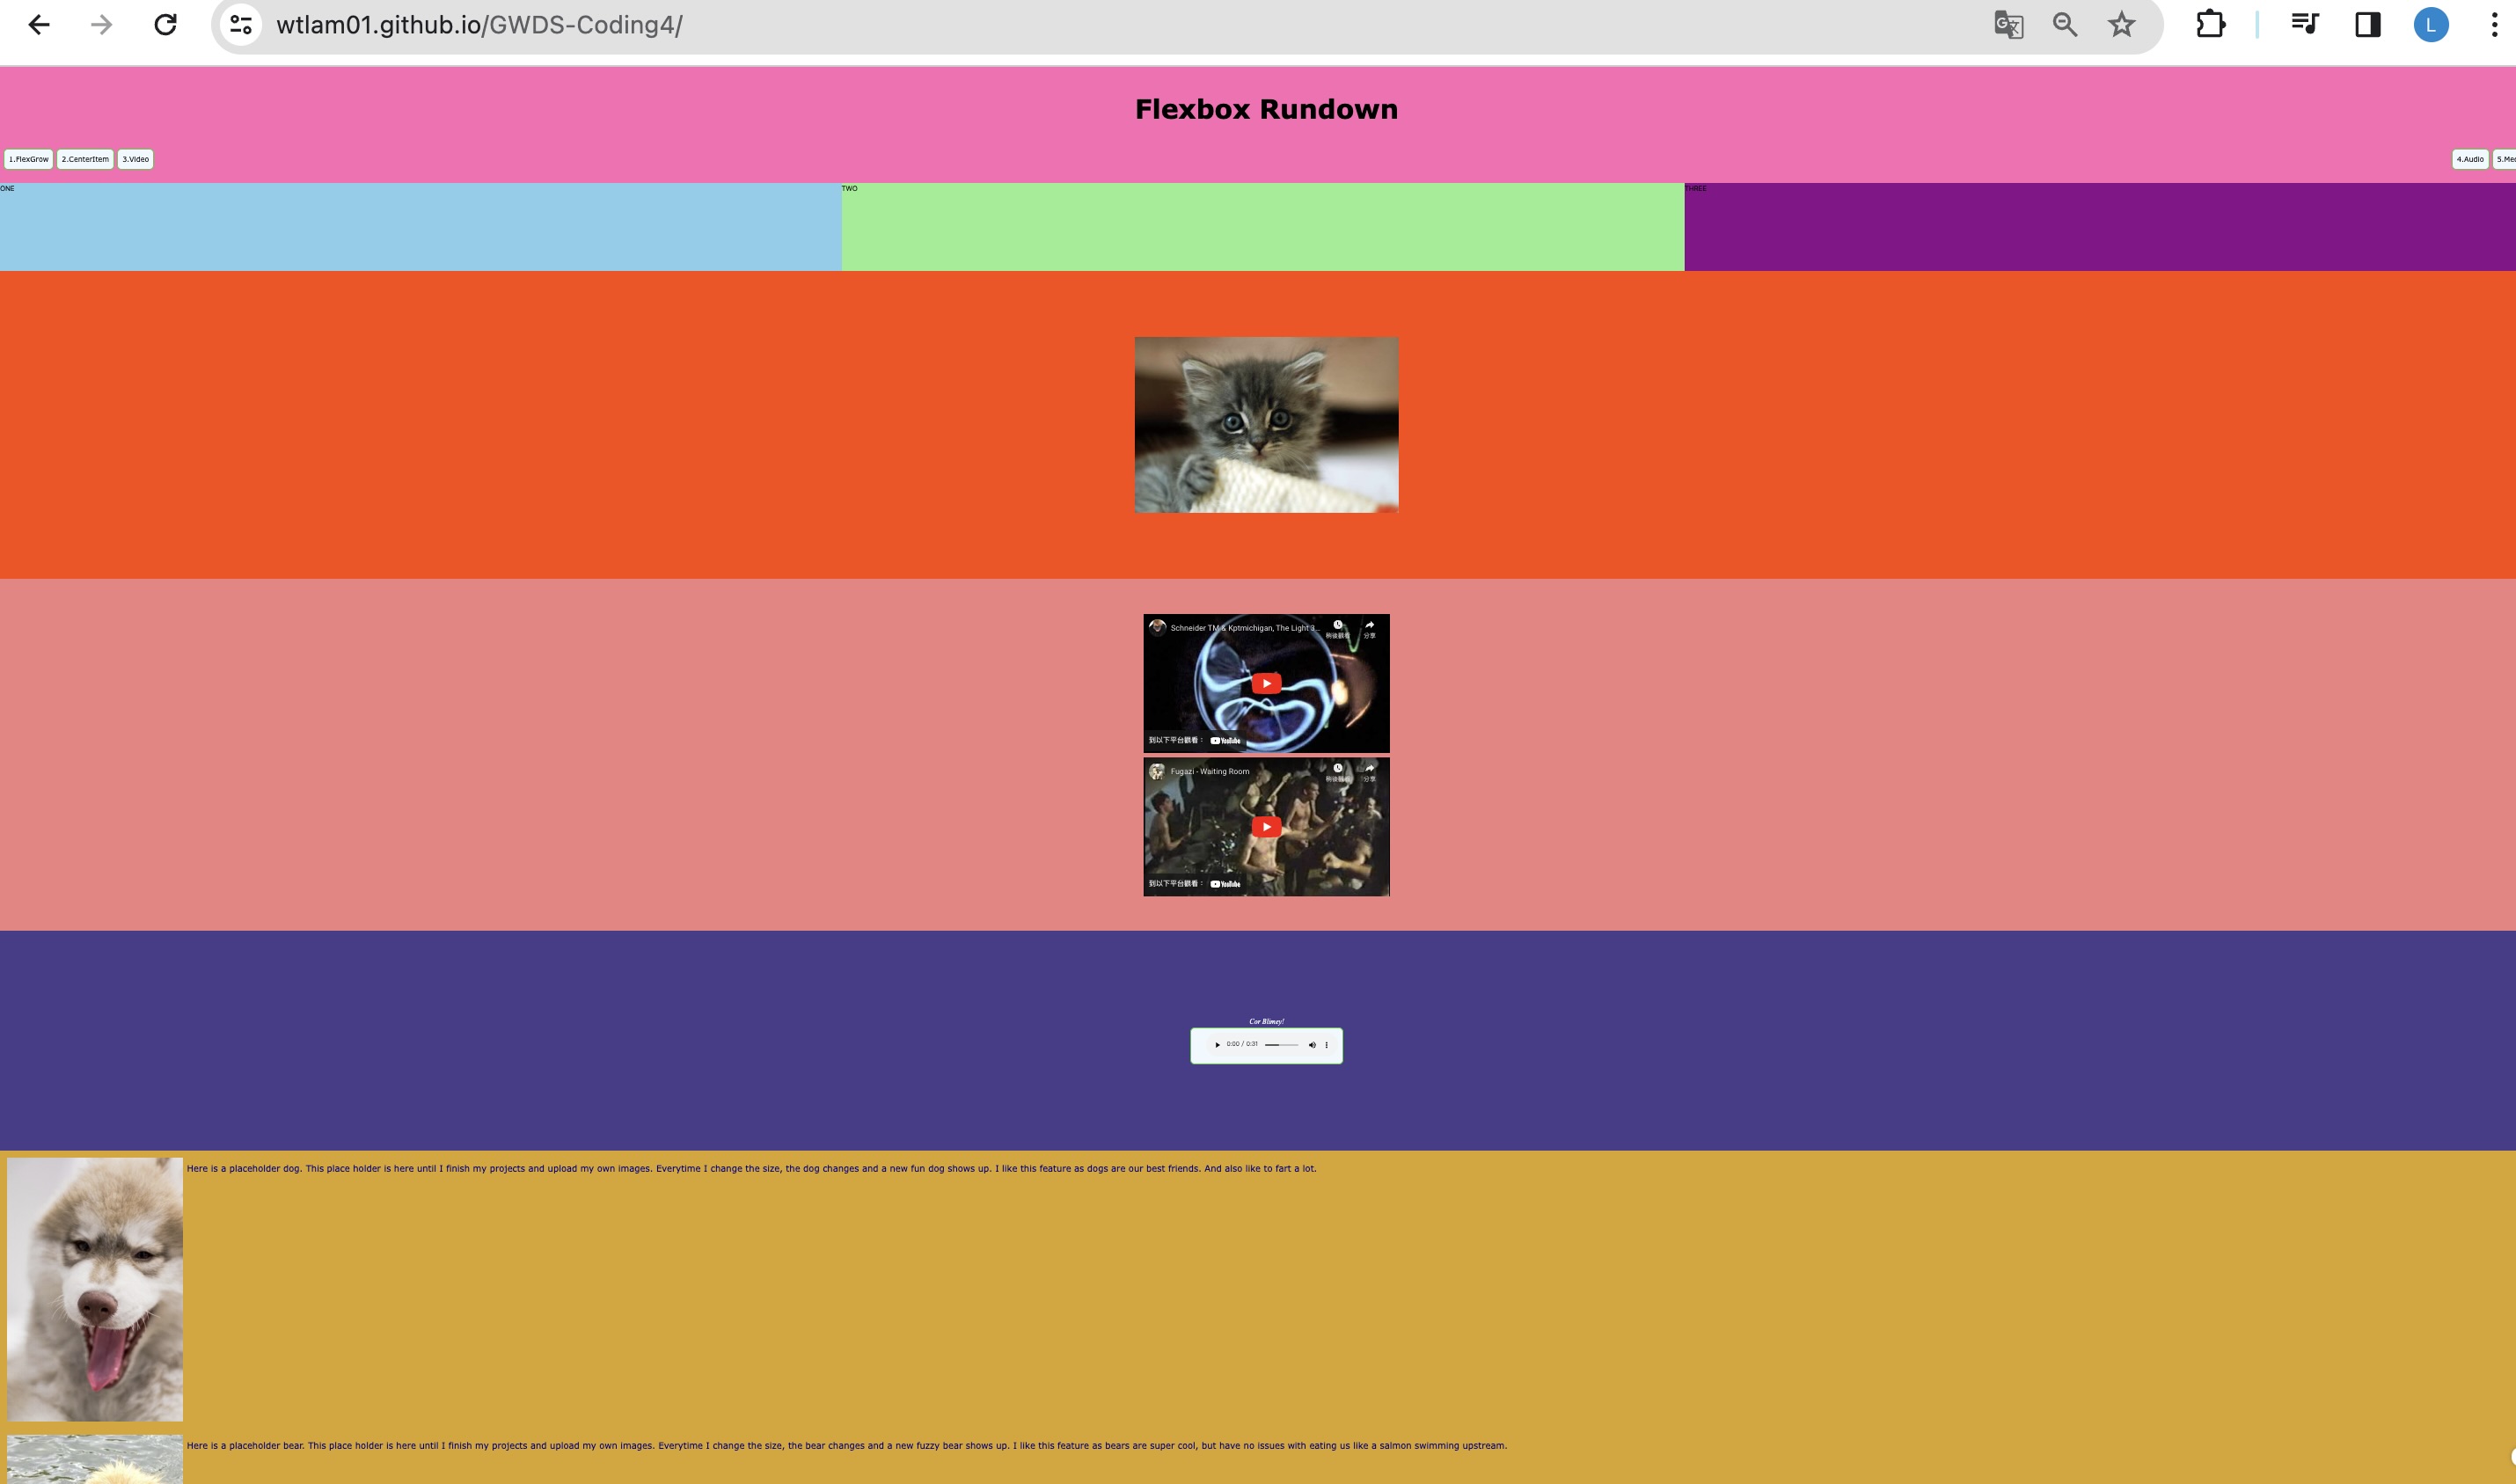 wtlam01.github.io/GWDS-Coding4/
L
Flexbox Rundown
1.FlexGrow 2.CenterItem 3.Video 4.Audio
ONE TWO THREE
Schneider TM & Kptmichigan, The Light 3...
稍後觀看 分享
到以下平台觀看： YouTube
Fugazi - Waiting Room
稍後觀看 分享
到以下平台觀看： YouTube
Cor Blimey!
0:00 / 0:31
Here is a placeholder dog. This place holder is here until I finish my projects and upload my own images. Everytime I change the size, the dog changes and a new fun dog shows up. I like this feature as dogs are our best friends. And also like to fart a lot.
Here is a placeholder bear. This place holder is here until I finish my projects and upload my own images. Everytime I change the size, the bear changes and a new fuzzy bear shows up. I like this feature as bears are super cool, but have no issues with eating us like a salmon swimming upstream.